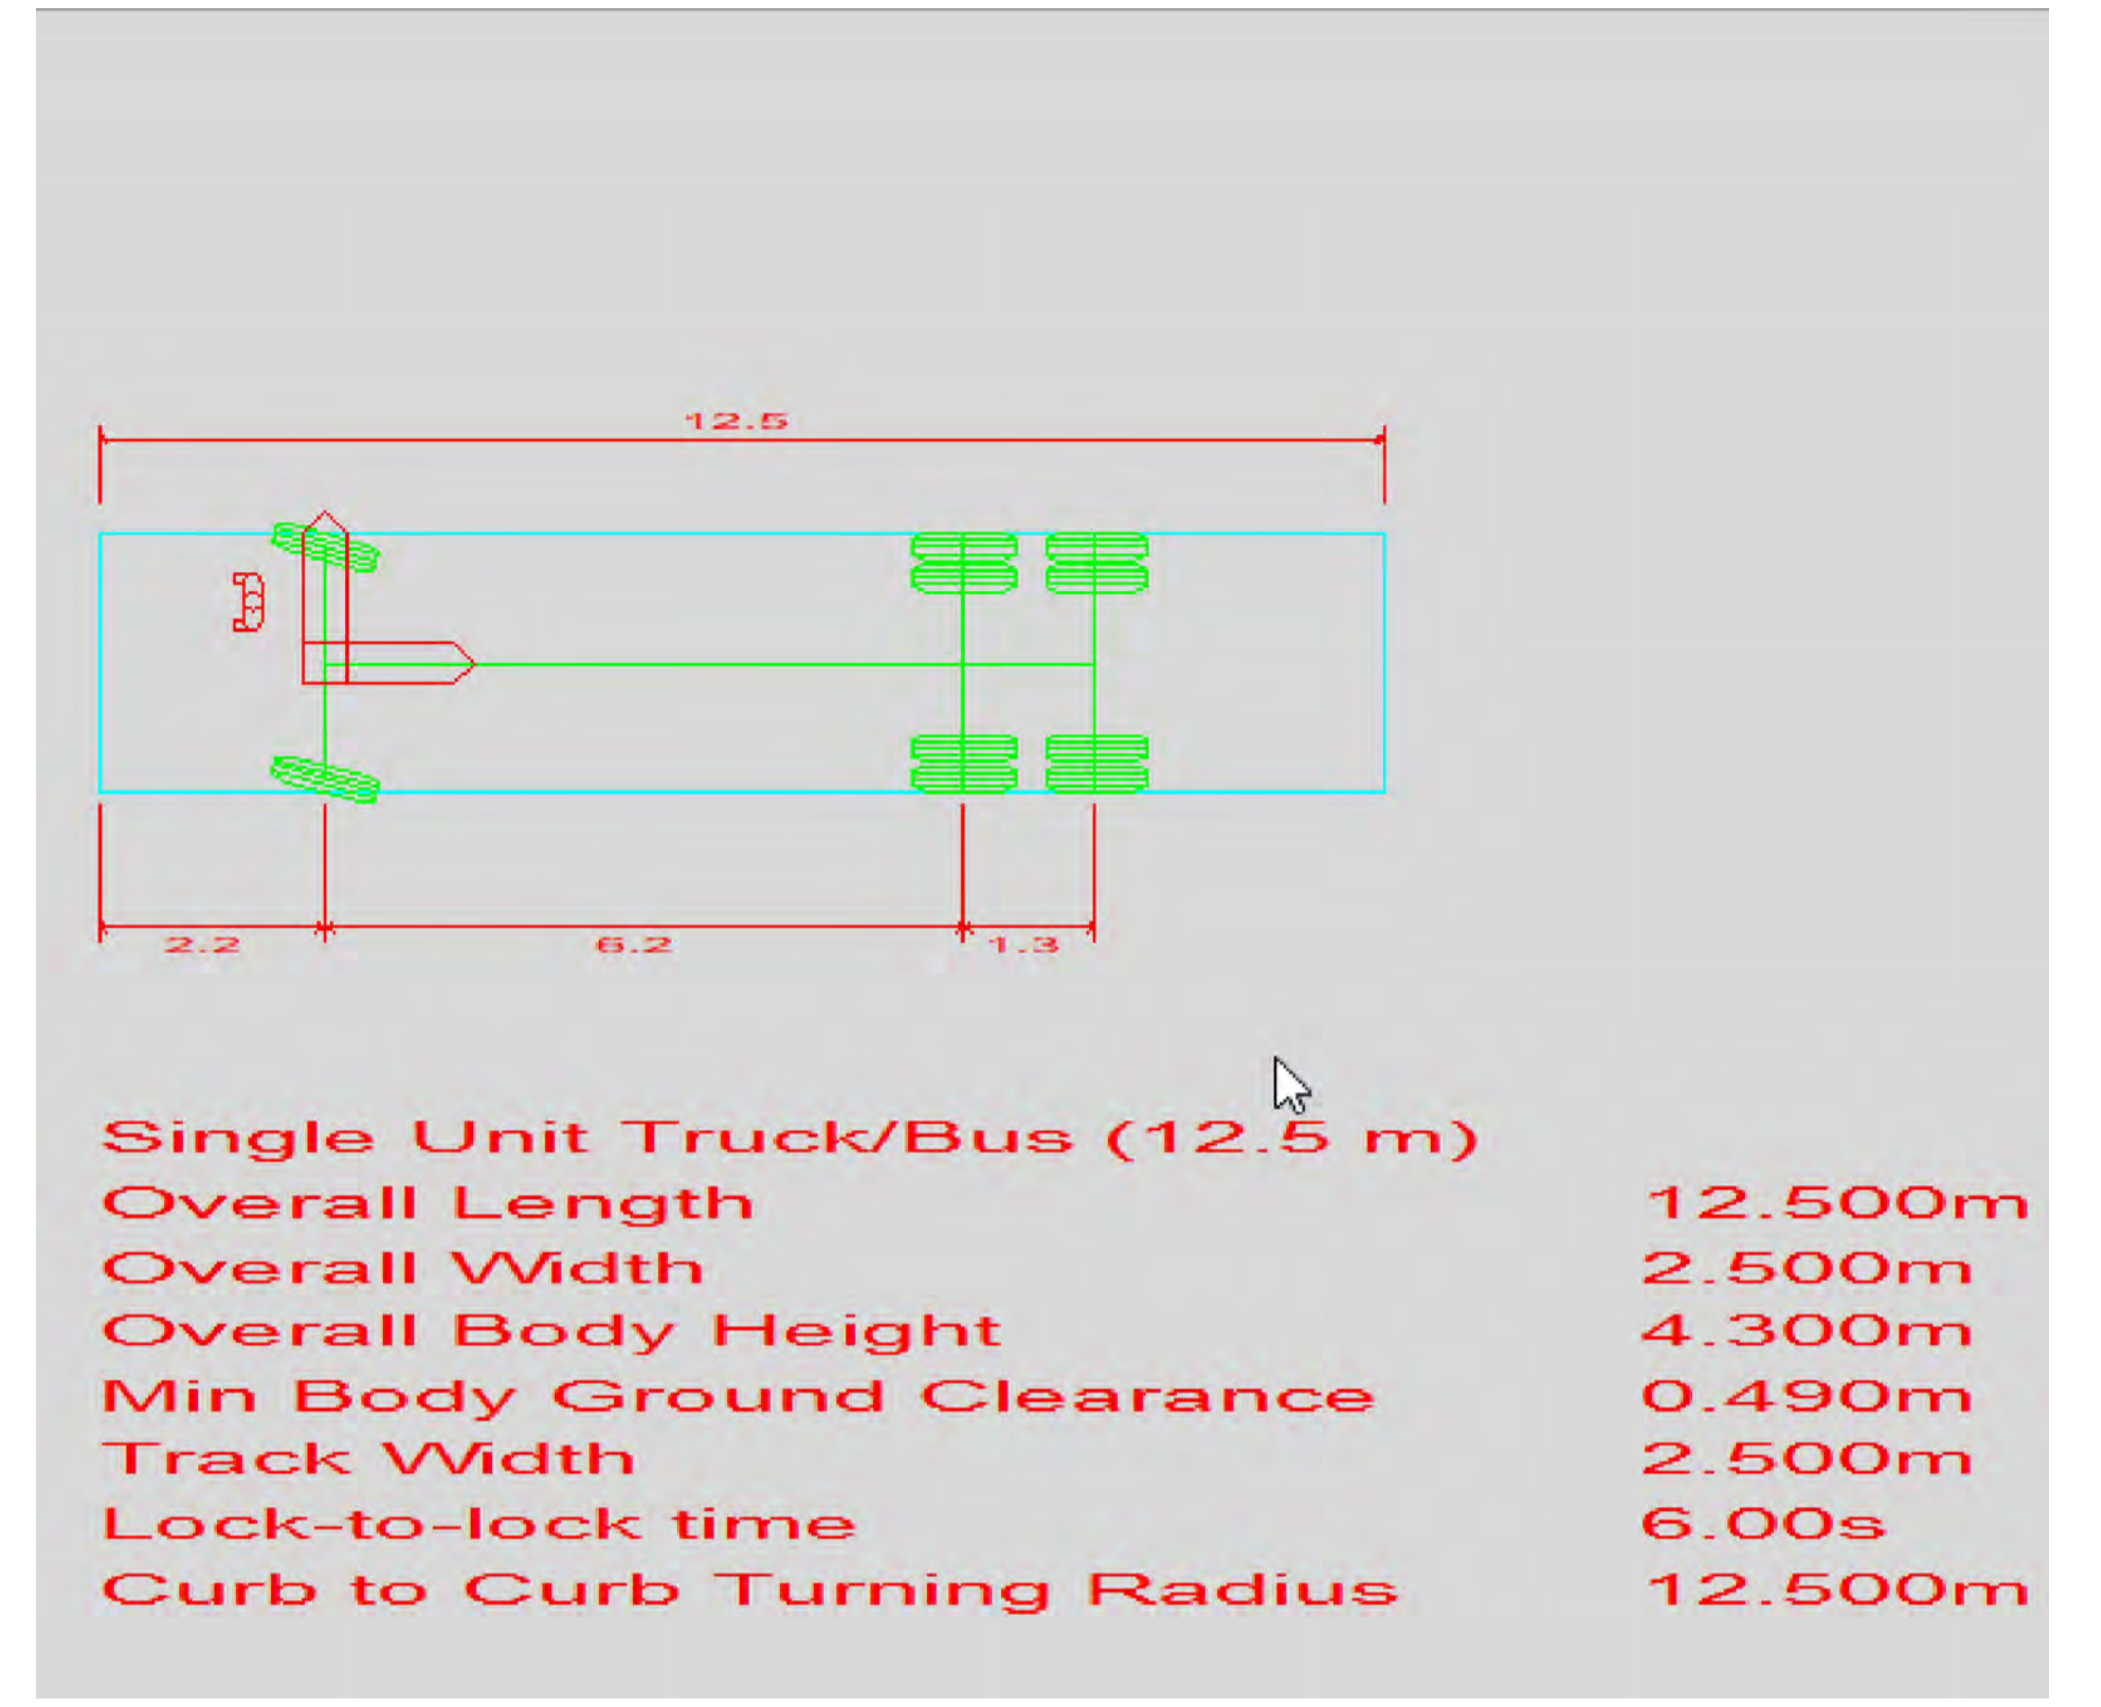 12.5
2.2 6.2 1.3
Single Unit Truck/Bus (12.5 m)
Overall Length 12.500m
Overall Width 2.500m
Overall Body Height 4.300m
Min Body Ground Clearance 0.490m
Track Width 2.500m
Lock-to-lock time 6.00s
Curb to Curb Turning Radius 12.500m